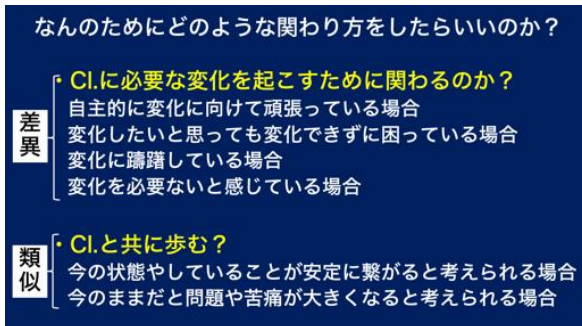 なんのためにどのような関わり方をしたらいいのか？
差異
・Cl.に必要な変化を起こすために関わるのか？
自主的に変化に向けて頑張っている場合
変化したいと思っても変化できずに困っている場合
変化に躊躇している場合
変化を必要ないと感じている場合
類似
・Cl.と共に歩む？
今の状態やしていることが安定に繋がると考えられる場合
今のままだと問題や苦痛が大きくなると考えられる場合